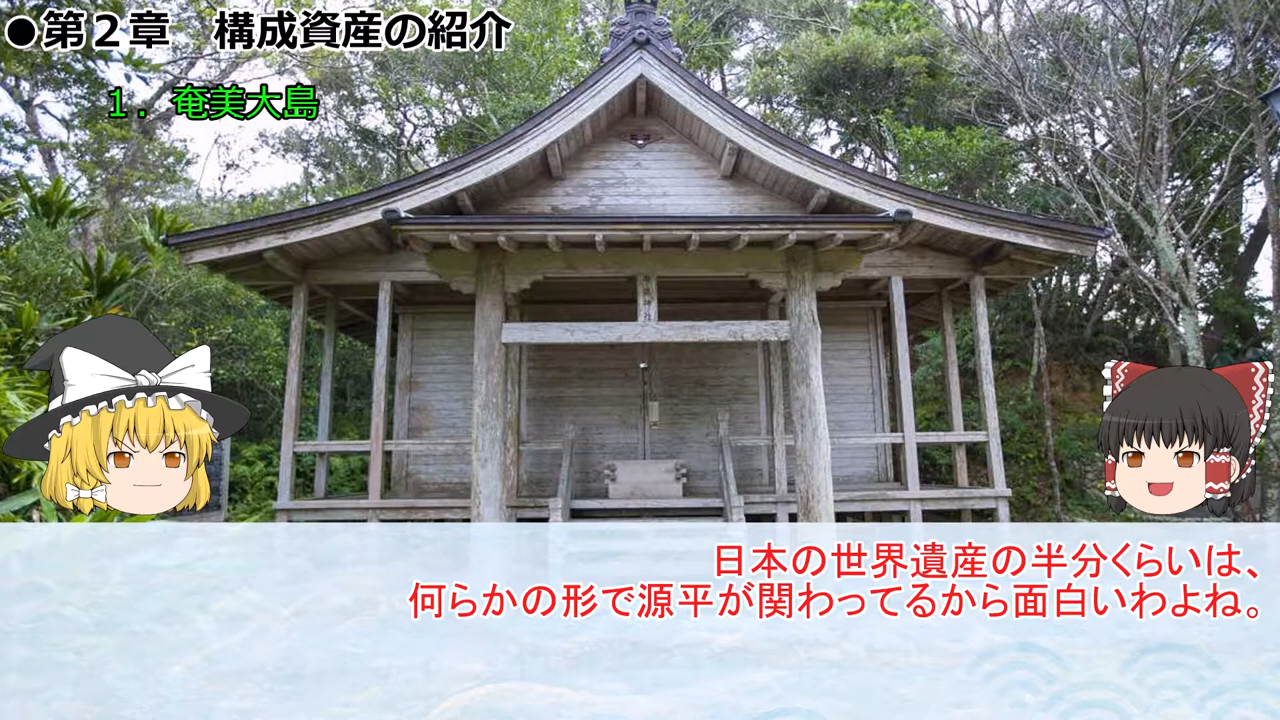 ●第２章　構成資産の紹介
１．奄美大島
日本の世界遺産の半分くらいは、
何らかの形で源平が関わってるから面白いわよね。